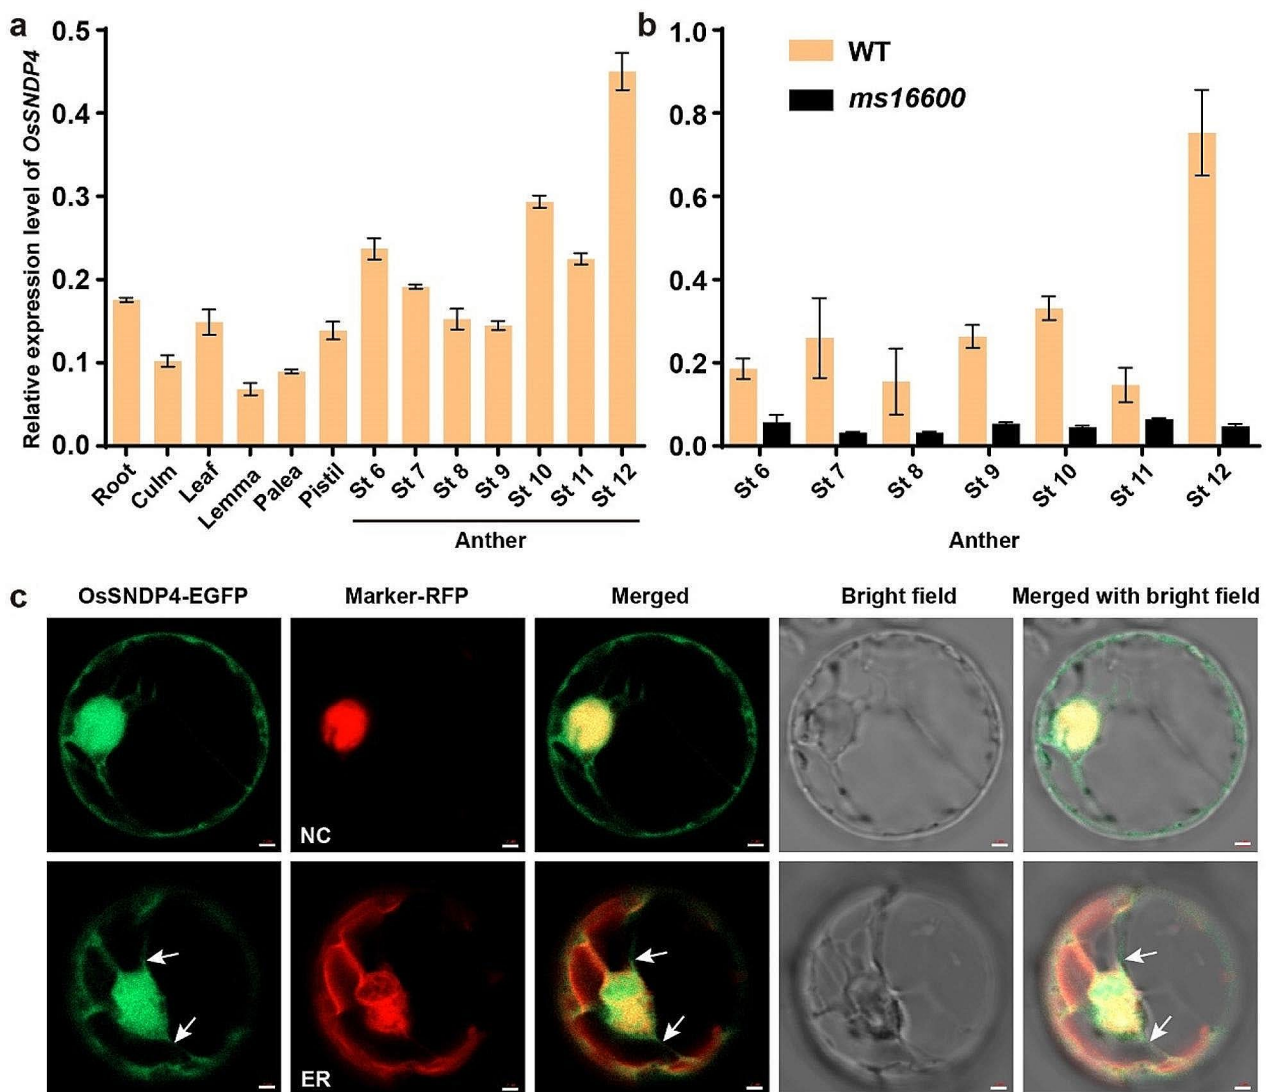 a
Relative expression level of OsSNDP4
0.5
0.4
0.3
0.2
0.1
0.0
Root
Culm
Leaf
Lemma
Palea
Pistil
St 6
St 7
St 8
St 9
St 10
St 11
St 12
Anther
b
1.0
0.8
0.6
0.4
0.2
0.0
WT
ms16600
St 6
St 7
St 8
St 9
St 10
St 11
St 12
Anther
c
OsSNDP4-EGFP
Marker-RFP
Merged
Bright field
Merged with bright field
NC
ER